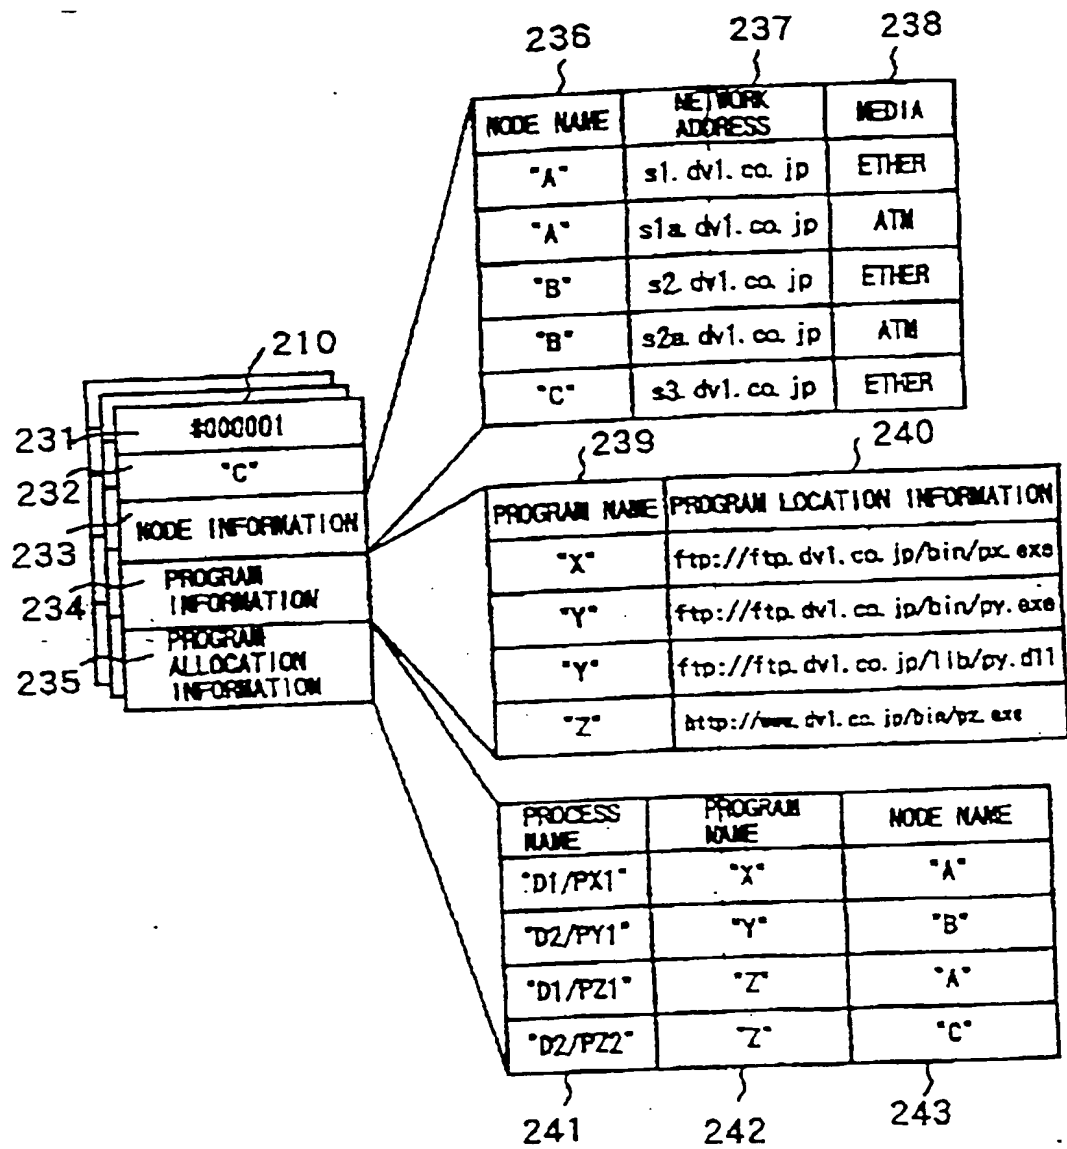 236 237 238
NODE NAME NETWORK ADDRESS MEDIA
"A" s1.dv1.co.jp ETHER
"A" s1a.dv1.co.jp ATM
"B" s2.dv1.co.jp ETHER
"B" s2a.dv1.co.jp ATM
"C" s3.dv1.co.jp ETHER
210
231 #000001
232 "C"
233 NODE INFORMATION
234 PROGRAM INFORMATION
235 PROGRAM ALLOCATION INFORMATION
239 240
PROGRAM NAME PROGRAM LOCATION INFORMATION
"X" ftp://ftp.dv1.co.jp/bin/px.exe
"Y" ftp://ftp.dv1.co.jp/bin/py.exe
"Y" ftp://ftp.dv1.co.jp/lib/py.dll
"Z" http://www.dv1.co.jp/bin/pz.exe
PROCESS NAME PROGRAM NAME NODE NAME
"D1/PX1" "X" "A"
"D2/PY1" "Y" "B"
"D1/PZ1" "Z" "A"
"D2/PZ2" "Z" "C"
241 242 243